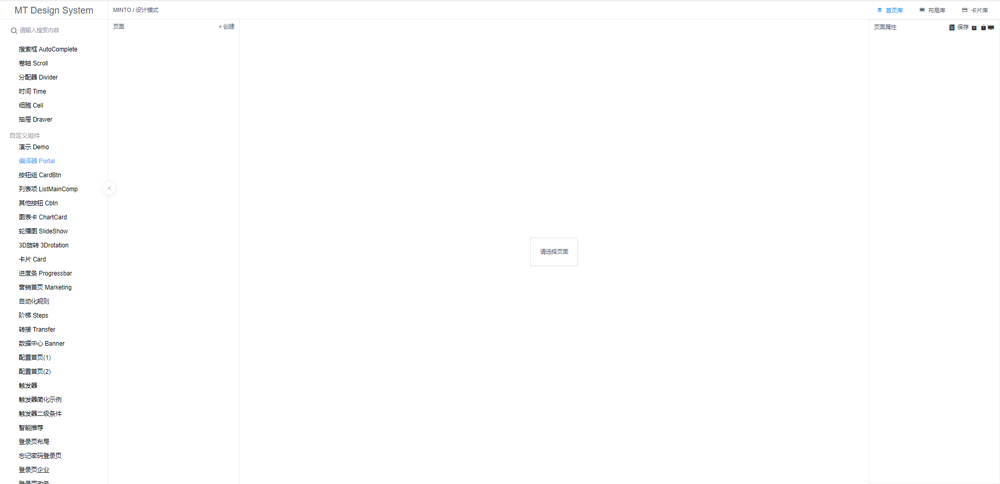 MT Design System
MINTO / 设计模式
首页库
布局库
卡片库
请输入搜索内容
页面
+ 创建
页面属性
保存
搜索框 AutoComplete
卷轴 Scroll
分配器 Divider
时间 Time
细胞 Cell
抽屉 Drawer
自定义组件
演示 Demo
编译器 Portal
按钮组 CardBtn
列表项 ListMainComp
<
其他按钮 Cbtn
图表卡 ChartCard
轮播图 SlideShow
3D旋转 3Drotation
请选择页面
卡片 Card
进度条 Progressbar
营销首页 Marketing
自动化规则
阶梯 Steps
转接 Transfer
数据中心 Banner
配置首页(1)
配置首页(2)
触发器
触发器简化示例
触发器二级条件
智能推荐
登录页布局
忘记密码登录页
登录页企业
登录页政务